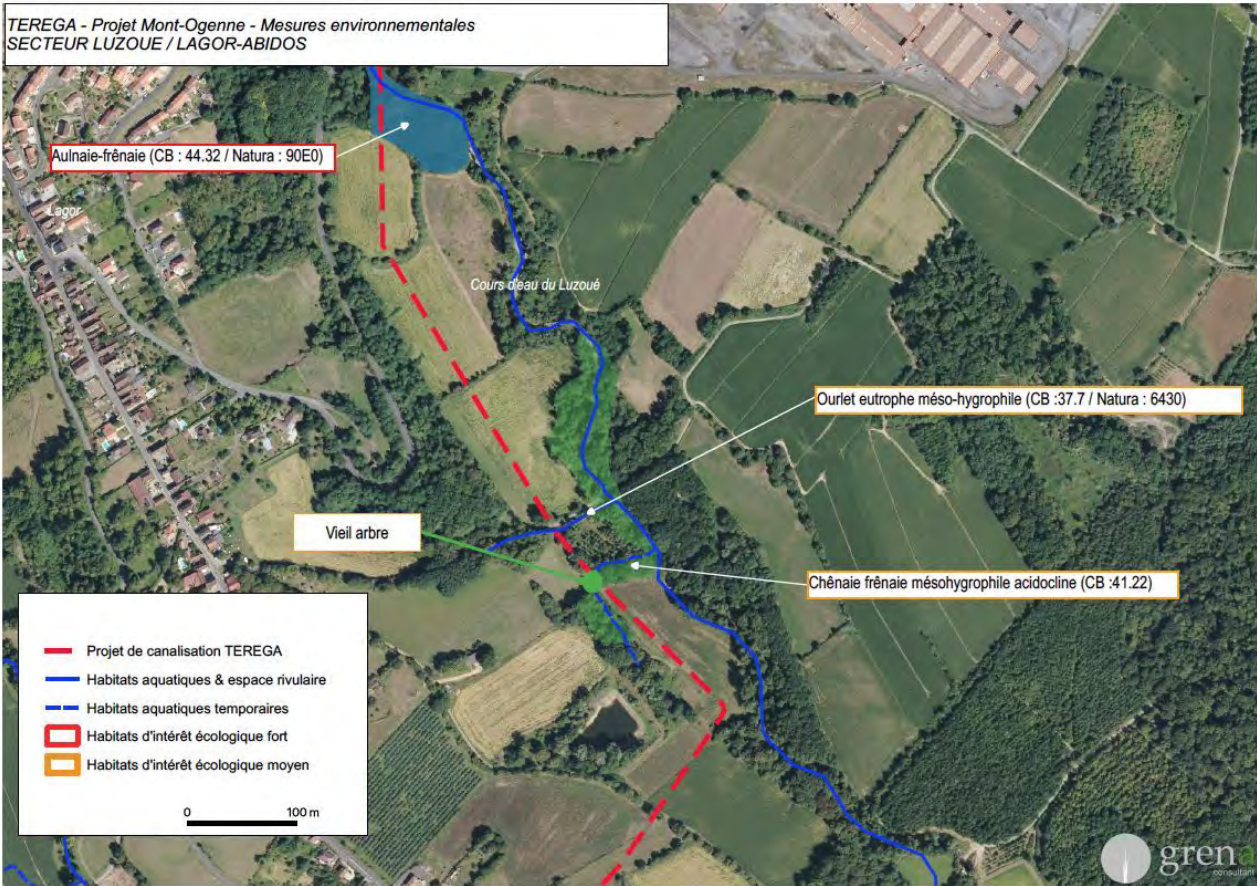 TEREGA - Projet Mont-Ogenne - Mesures environnementales
SECTEUR LUZOUE / LAGOR-ABIDOS
Aulnaie-frênaie (CB : 44.32 / Natura : 90E0)
Lagor
Cours d'eau du Luzoué
Ourlet eutrophe méso-hygrophile (CB :37.7 / Natura : 6430)
Vieil arbre
Chênaie frênaie mésohygrophile acidocline (CB :41.22)
Projet de canalisation TEREGA
Habitats aquatiques & espace rivulaire
Habitats aquatiques temporaires
Habitats d'intérêt écologique fort
Habitats d'intérêt écologique moyen
0 100 m
grena
consultant